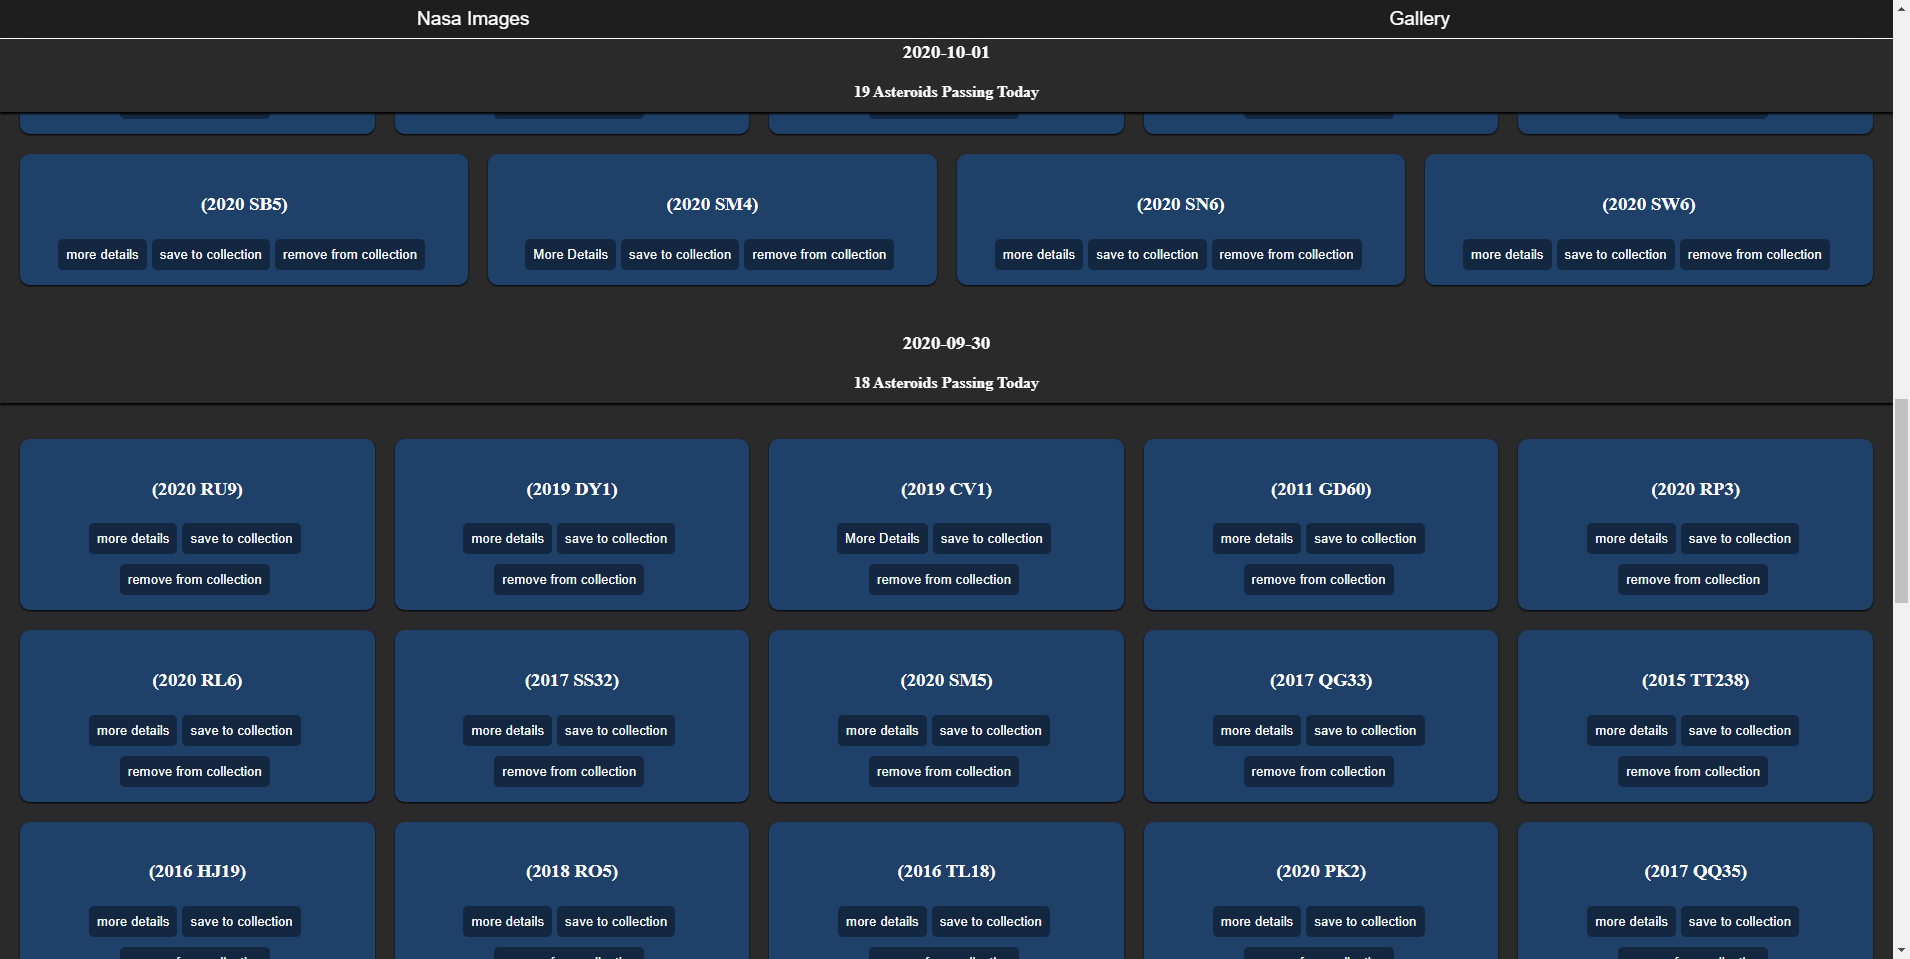 Nasa Images Gallery
2020-10-01
19 Asteroids Passing Today
(2020 SB5) (2020 SM4) (2020 SN6) (2020 SW6)
more details save to collection remove from collection More Details save to collection remove from collection more details save to collection remove from collection more details save to collection remove from collection
2020-09-30
18 Asteroids Passing Today
(2020 RU9) (2019 DY1) (2019 CV1) (2011 GD60) (2020 RP3)
more details save to collection more details save to collection More Details save to collection more details save to collection more details save to collection
remove from collection remove from collection remove from collection remove from collection remove from collection
(2020 RL6) (2017 SS32) (2020 SM5) (2017 QG33) (2015 TT238)
more details save to collection more details save to collection more details save to collection more details save to collection more details save to collection
remove from collection remove from collection remove from collection remove from collection remove from collection
(2016 HJ19) (2018 RO5) (2016 TL18) (2020 PK2) (2017 QQ35)
more details save to collection more details save to collection more details save to collection more details save to collection more details save to collection